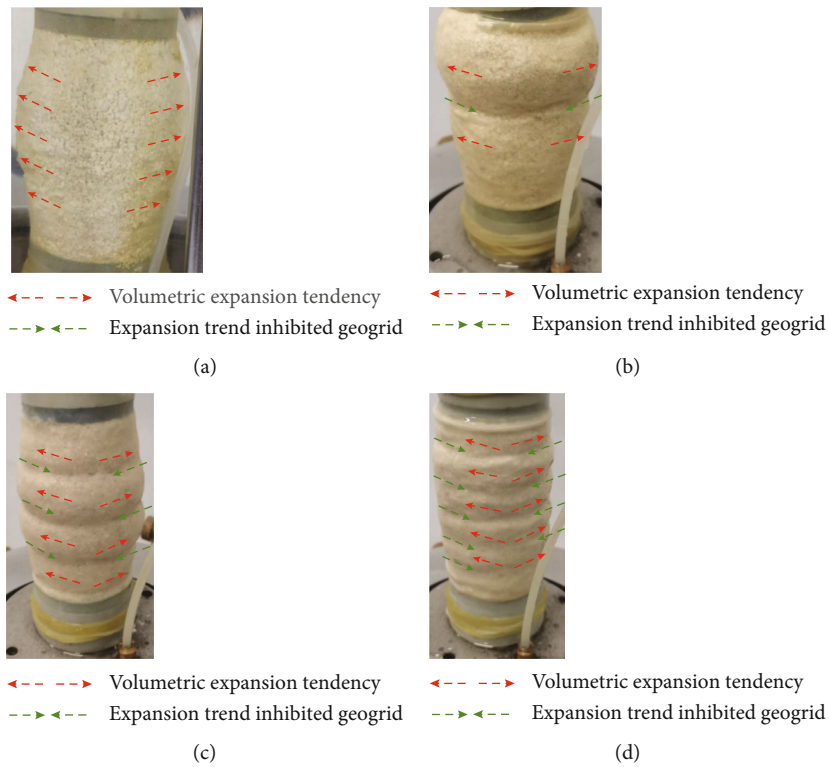 Volumetric expansion tendency
Expansion trend inhibited geogrid
(a)
Volumetric expansion tendency
Expansion trend inhibited geogrid
(b)
Volumetric expansion tendency
Expansion trend inhibited geogrid
(c)
Volumetric expansion tendency
Expansion trend inhibited geogrid
(d)